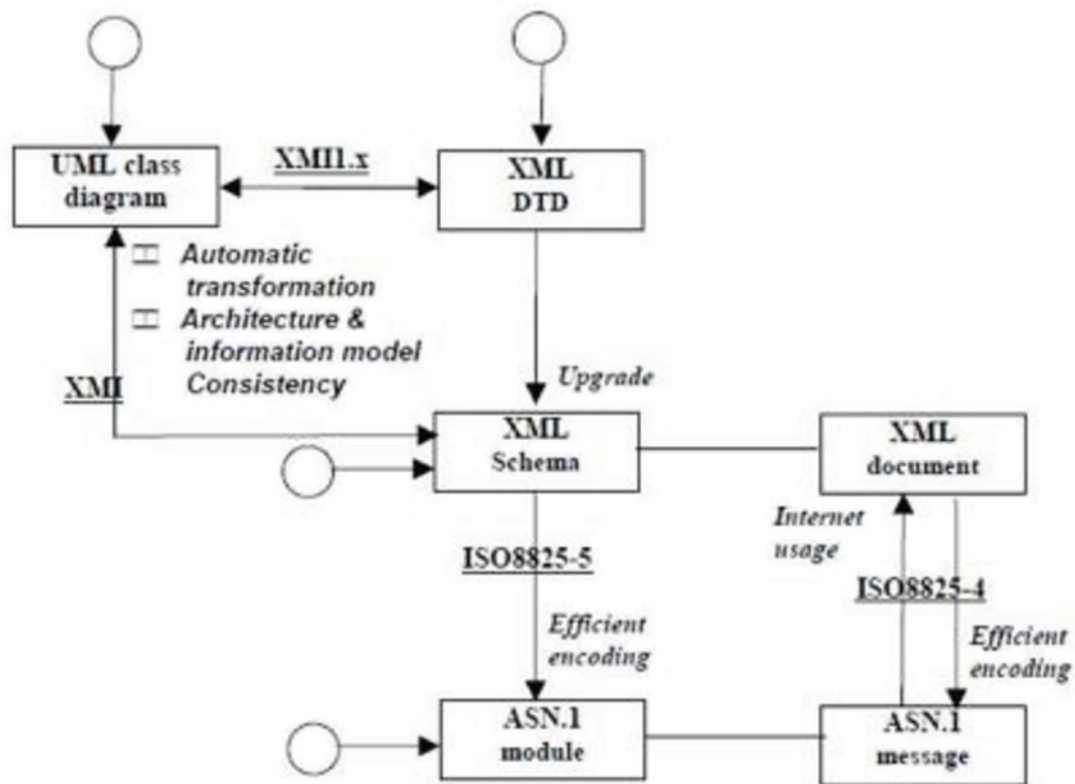 UML class
diagram
XMI1.x
XML
DTD
Automatic
transformation
Architecture &
information model
Consistency
XMI
Upgrade
XML
Schema
XML
document
Internet
usage
ISO8825-5
ISO8825-4
Efficient
encoding
Efficient
encoding
ASN.1
module
ASN.1
message